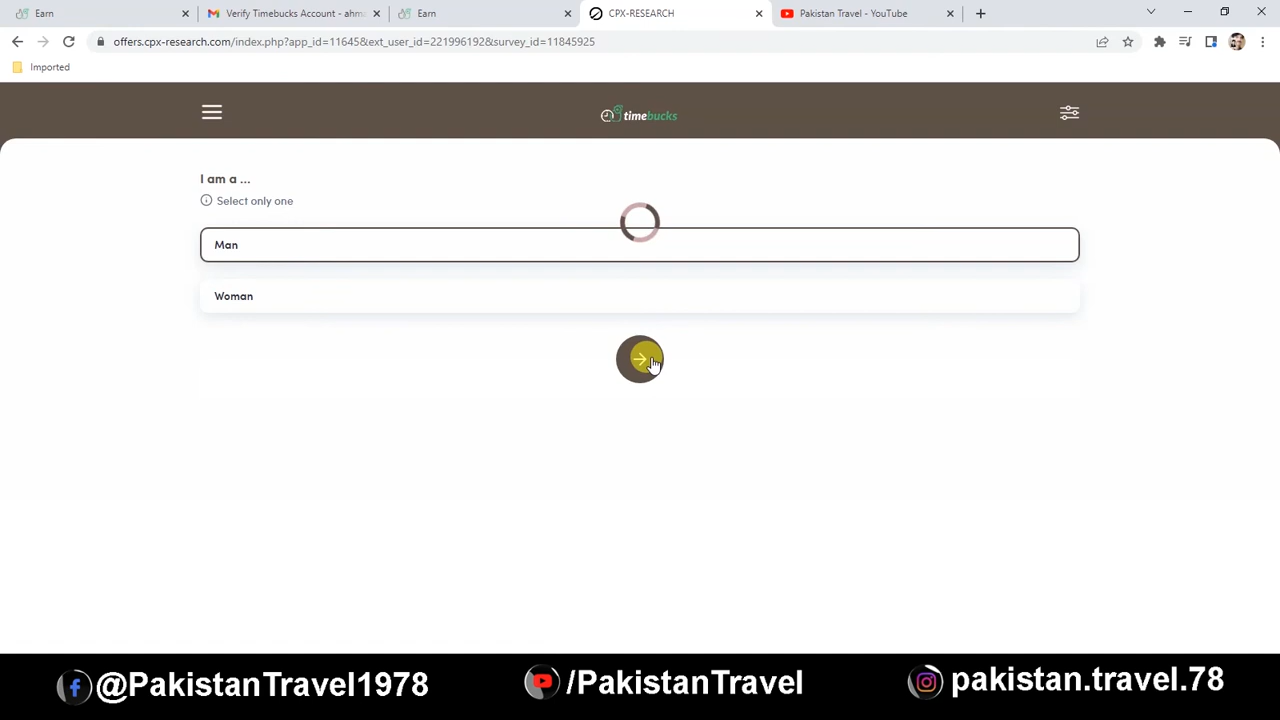 Earn
Verify Timebucks Account - ahma
Earn
CPX-RESEARCH
Pakistan Travel - YouTube
offers.cpx-research.com/index.php?app_id=11645&ext_user_id=221996192&survey_id=11845925
Imported
timebucks
I am a ...
Select only one
Man
Woman
@PakistanTravel1978
/PakistanTravel
pakistan.travel.78